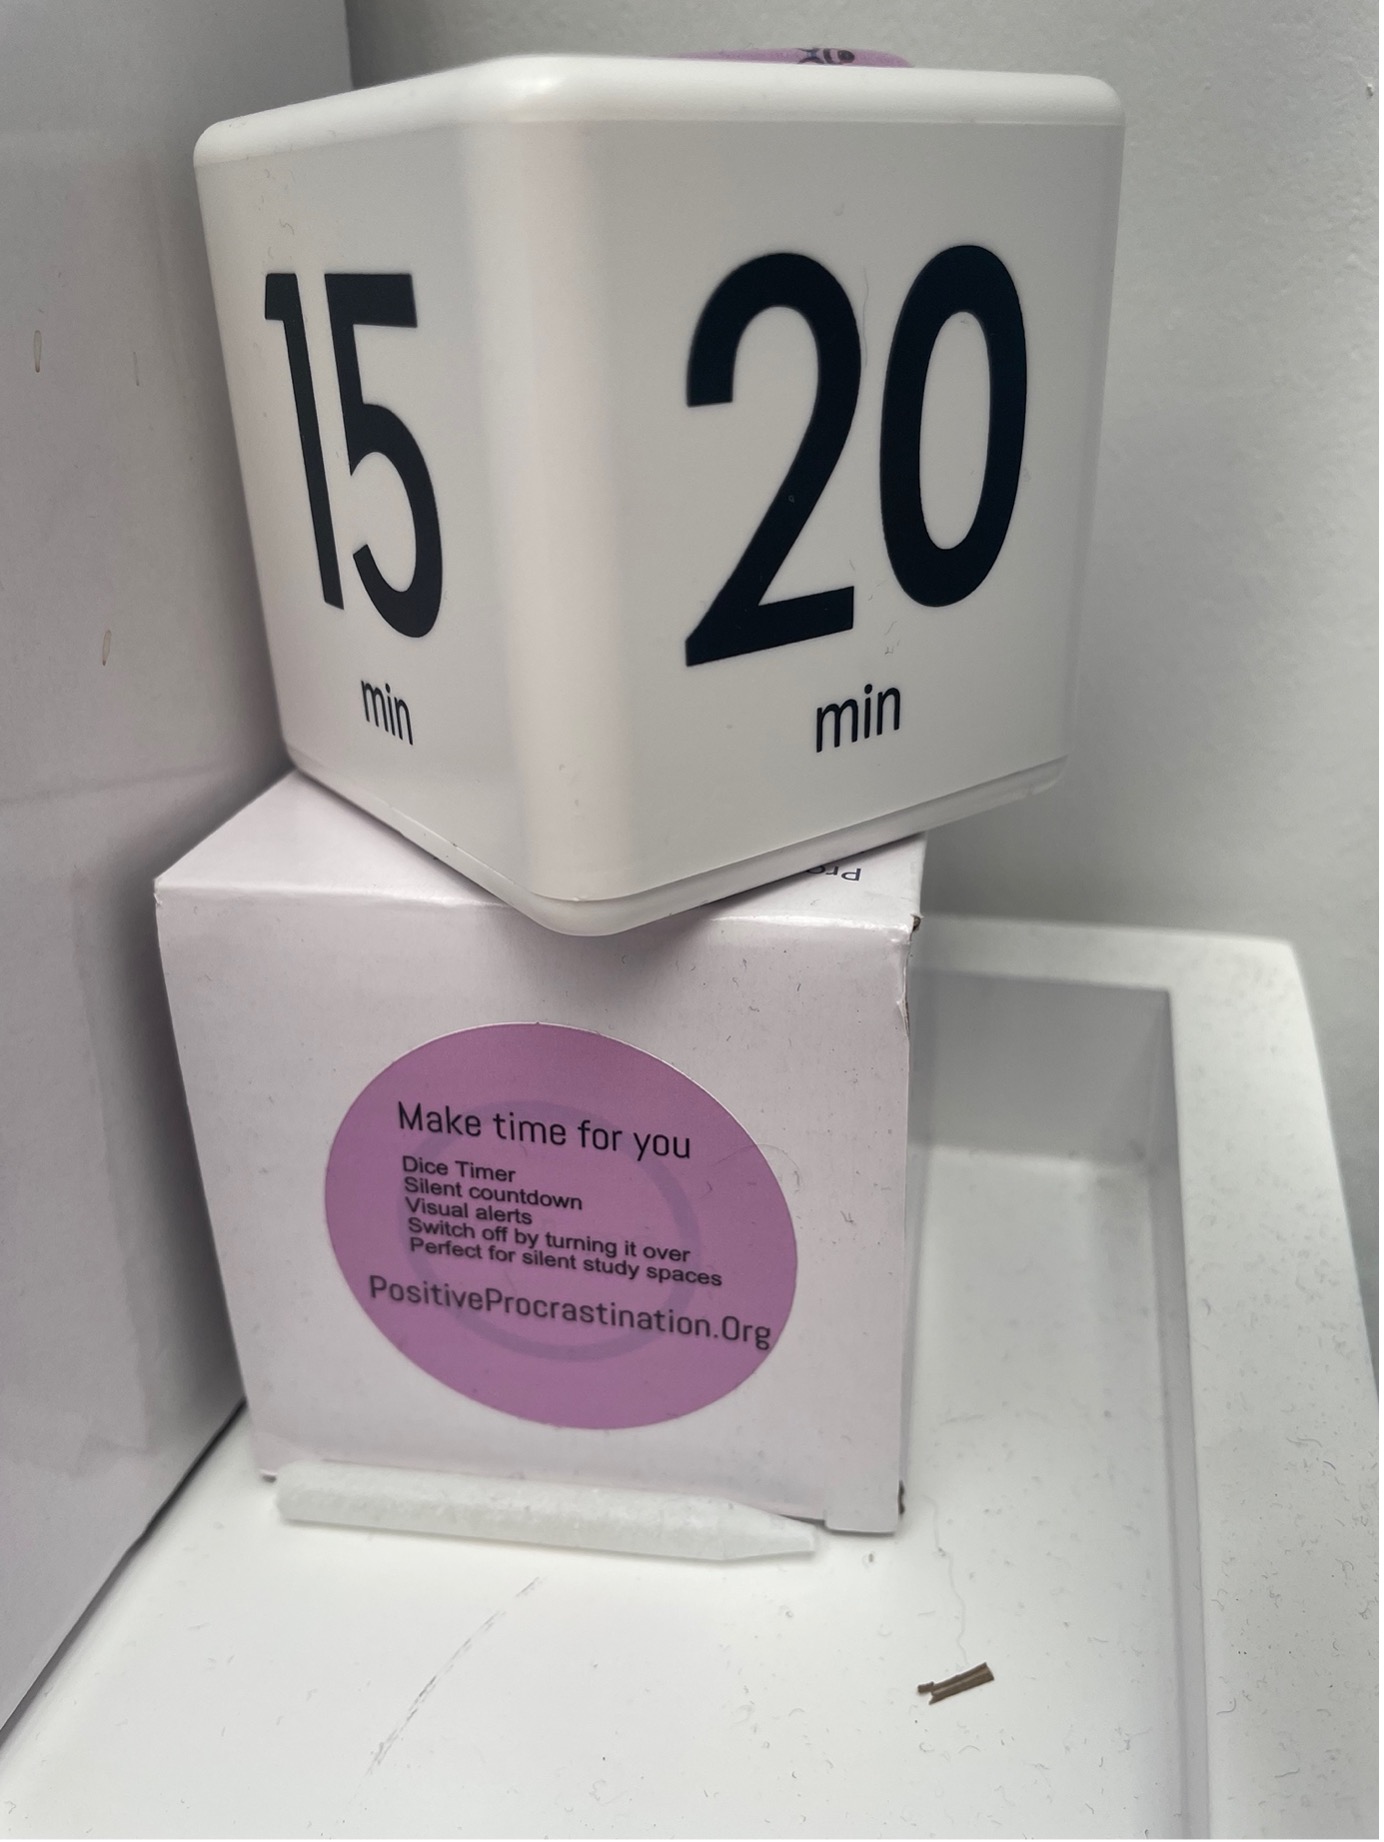 15
min
20
min
Pro
Make time for you
Dice Timer
Silent countdown
Visual alerts
Switch off by turning it over
Perfect for silent study spaces
PositiveProcrastination.Org